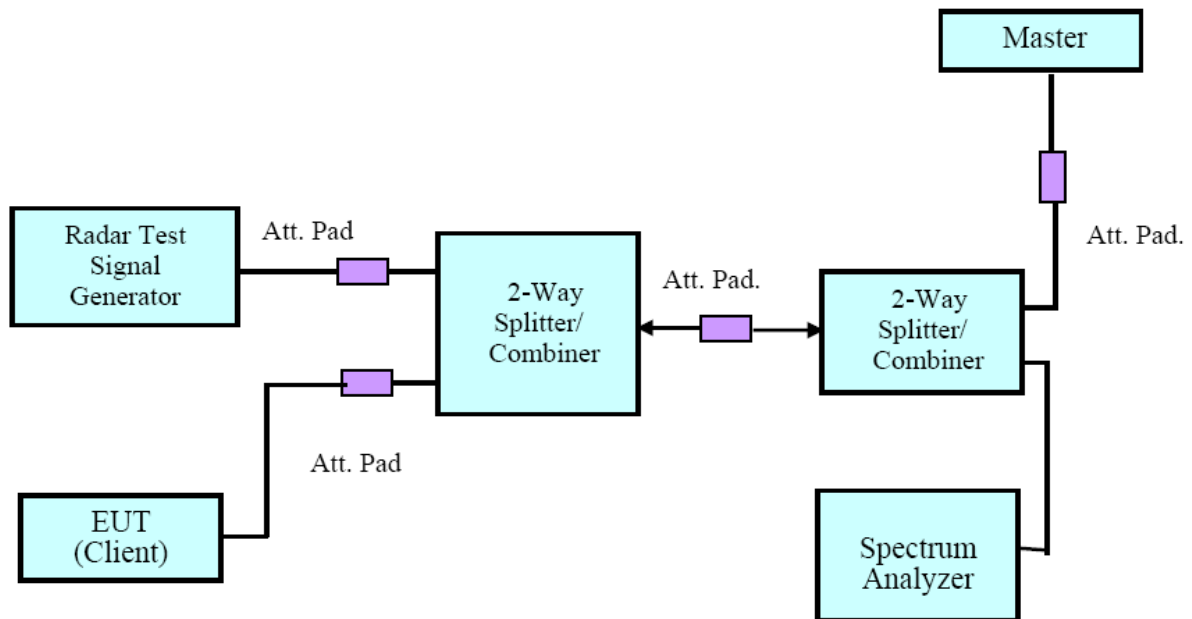 Master
Att. Pad.
Radar Test
Signal
Generator
Att. Pad
2-Way
Splitter/
Combiner
Att. Pad.
2-Way
Splitter/
Combiner
Att. Pad
EUT
(Client)
Spectrum
Analyzer